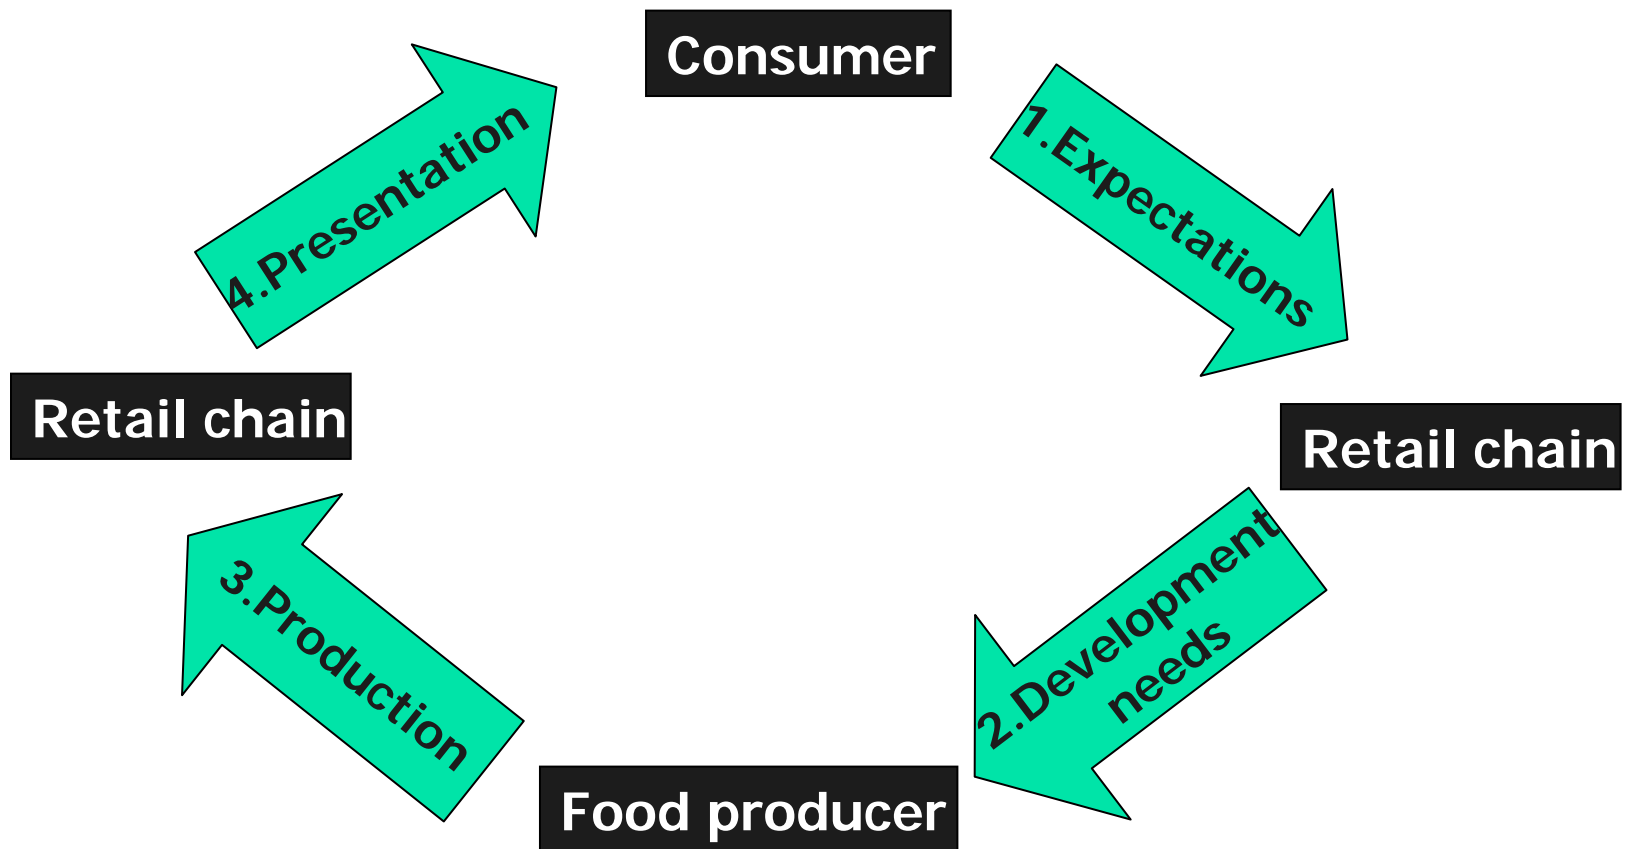 Consumer
1.Expectations
Retail chain
2.Development
needs
Food producer
3.Production
Retail chain
4.Presentation